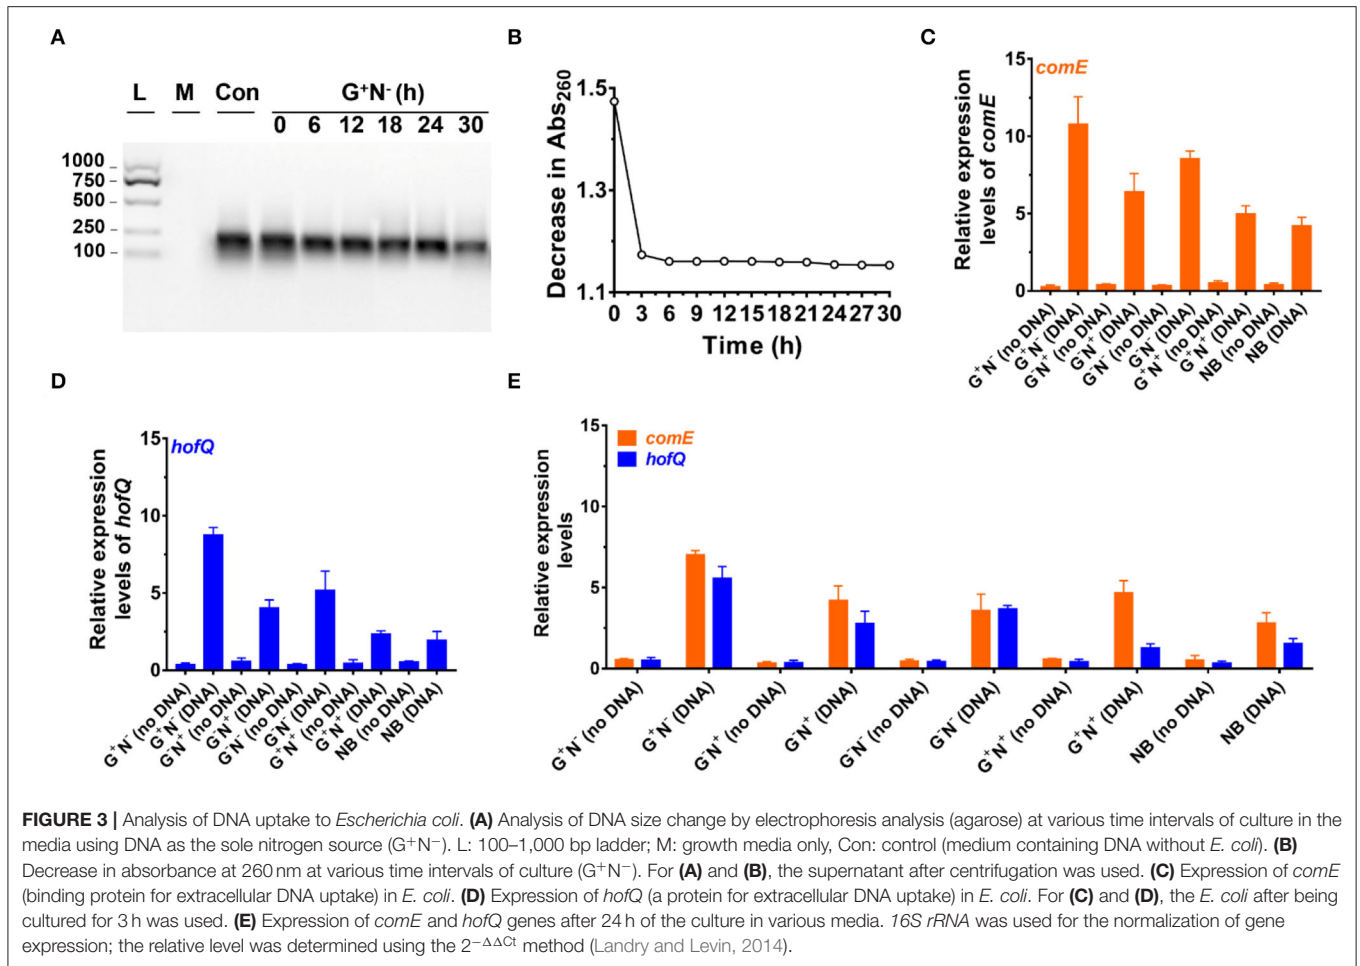 A
L M Con G⁺N⁻ (h)
0 6 12 18 24 30
1000
750
500
250
100
B
Decrease in Abs₂₆₀
1.5
1.3
1.1
0 3 6 9 12 15 18 21 24 27 30
Time (h)
C
comE
Relative expression
levels of comE
15
10
5
0
G⁺N⁻ (no DNA)
G⁺N⁻ (DNA)
G⁻N⁺ (no DNA)
G⁻N⁺ (DNA)
G⁻N⁻ (no DNA)
G⁻N⁻ (DNA)
G⁺N⁺ (no DNA)
G⁺N⁺ (DNA)
NB (no DNA)
NB (DNA)
D
hofQ
Relative expression
levels of hofQ
15
10
5
0
G⁺N⁻ (no DNA)
G⁺N⁻ (DNA)
G⁻N⁺ (no DNA)
G⁻N⁺ (DNA)
G⁻N⁻ (no DNA)
G⁻N⁻ (DNA)
G⁺N⁺ (no DNA)
G⁺N⁺ (DNA)
NB (no DNA)
NB (DNA)
E
comE
hofQ
Relative expression
levels
15
10
5
0
G⁺N⁻ (no DNA)
G⁺N⁻ (DNA)
G⁻N⁺ (no DNA)
G⁻N⁺ (DNA)
G⁻N⁻ (no DNA)
G⁻N⁻ (DNA)
G⁺N⁺ (no DNA)
G⁺N⁺ (DNA)
NB (no DNA)
NB (DNA)
FIGURE 3 | Analysis of DNA uptake to Escherichia coli. (A) Analysis of DNA size change by electrophoresis analysis (agarose) at various time intervals of culture in the
media using DNA as the sole nitrogen source (G+N−). L: 100–1,000 bp ladder; M: growth media only, Con: control (medium containing DNA without E. coli). (B)
Decrease in absorbance at 260 nm at various time intervals of culture (G+N−). For (A) and (B), the supernatant after centrifugation was used. (C) Expression of comE
(binding protein for extracellular DNA uptake) in E. coli. (D) Expression of hofQ (a protein for extracellular DNA uptake) in E. coli. For (C) and (D), the E. coli after being
cultured for 3 h was used. (E) Expression of comE and hofQ genes after 24 h of the culture in various media. 16S rRNA was used for the normalization of gene
expression; the relative level was determined using the 2⁻ΔΔCt method (Landry and Levin, 2014).